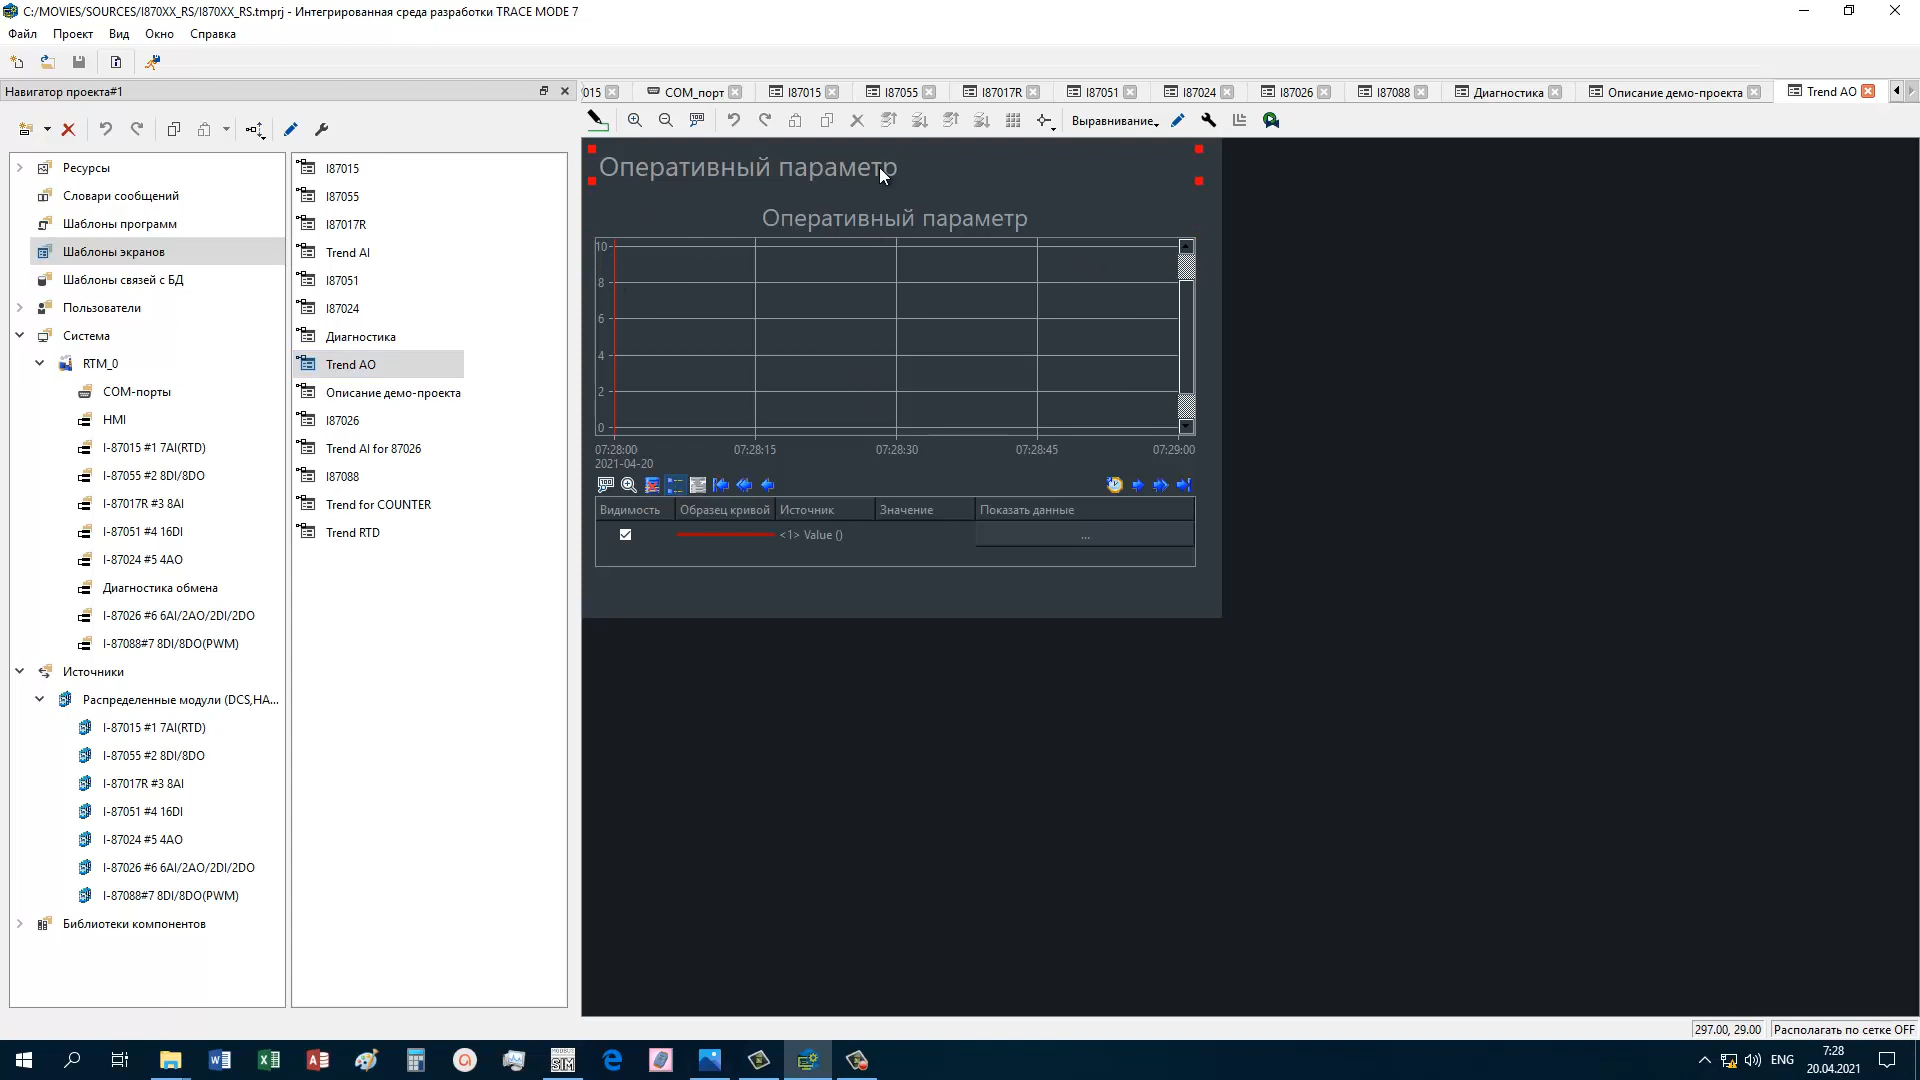 C:/MOVIES/SOURCES/I870XX_RS/I870XX_RS.tmprj - Интегрированная среда разработки TRACE MODE 7
Файл Проект Вид Окно Справка
Навигатор проекта#1
Ресурсы
Словари сообщений
Шаблоны программ
Шаблоны экранов
Шаблоны связей с БД
Пользователи
Система
RTM_0
COM-порты
HMI
I-87015 #1 7AI(RTD)
I-87055 #2 8DI/8DO
I-87017R #3 8AI
I-87051 #4 16DI
I-87024 #5 4AO
Диагностика обмена
I-87026 #6 6AI/2AO/2DI/2DO
I-87088#7 8DI/8DO(PWM)
Источники
Распределенные модули (DCS,HA...
I-87015 #1 7AI(RTD)
I-87055 #2 8DI/8DO
I-87017R #3 8AI
I-87051 #4 16DI
I-87024 #5 4AO
I-87026 #6 6AI/2AO/2DI/2DO
I-87088#7 8DI/8DO(PWM)
Библиотеки компонентов
I87015
I87055
I87017R
Trend AI
I87051
I87024
Диагностика
Trend AO
Описание демо-проекта
I87026
Trend AI for 87026
I87088
Trend for COUNTER
Trend RTD
015 COM_порт I87015 I87055 I87017R I87051 I87024 I87026 I87088 Диагностика Описание демо-проекта Trend AO
Выравнивание
Оперативный параметр
Оперативный параметр
10
8
6
4
2
0
07:28:00 07:28:15 07:28:30 07:28:45 07:29:00
2021-04-20
Видимость Образец кривой Источник Значение Показать данные
<1> Value () ...
297.00, 29.00 Располагать по сетке OFF
MODBUS
SIM
ENG
7:28
20.04.2021